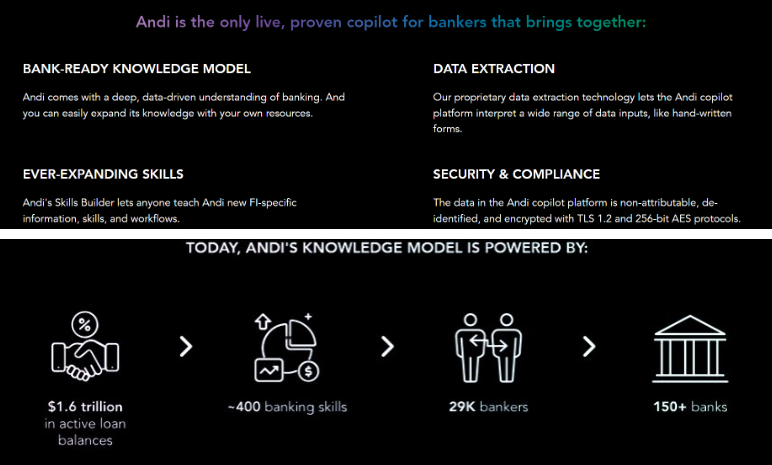 Andi is the only live, proven copilot for bankers that brings together:
BANK-READY KNOWLEDGE MODEL
Andi comes with a deep, data-driven understanding of banking. And
you can easily expand its knowledge with your own resources.
DATA EXTRACTION
Our proprietary data extraction technology lets the Andi copilot
platform interpret a wide range of data inputs, like hand-written
forms.
EVER-EXPANDING SKILLS
Andi's Skills Builder lets anyone teach Andi new FI-specific
information, skills, and workflows.
SECURITY & COMPLIANCE
The data in the Andi copilot platform is non-attributable, de-
identified, and encrypted with TLS 1.2 and 256-bit AES protocols.
TODAY, ANDI'S KNOWLEDGE MODEL IS POWERED BY:
%
$
$1.6 trillion
in active loan
balances
~400 banking skills
29K bankers
150+ banks